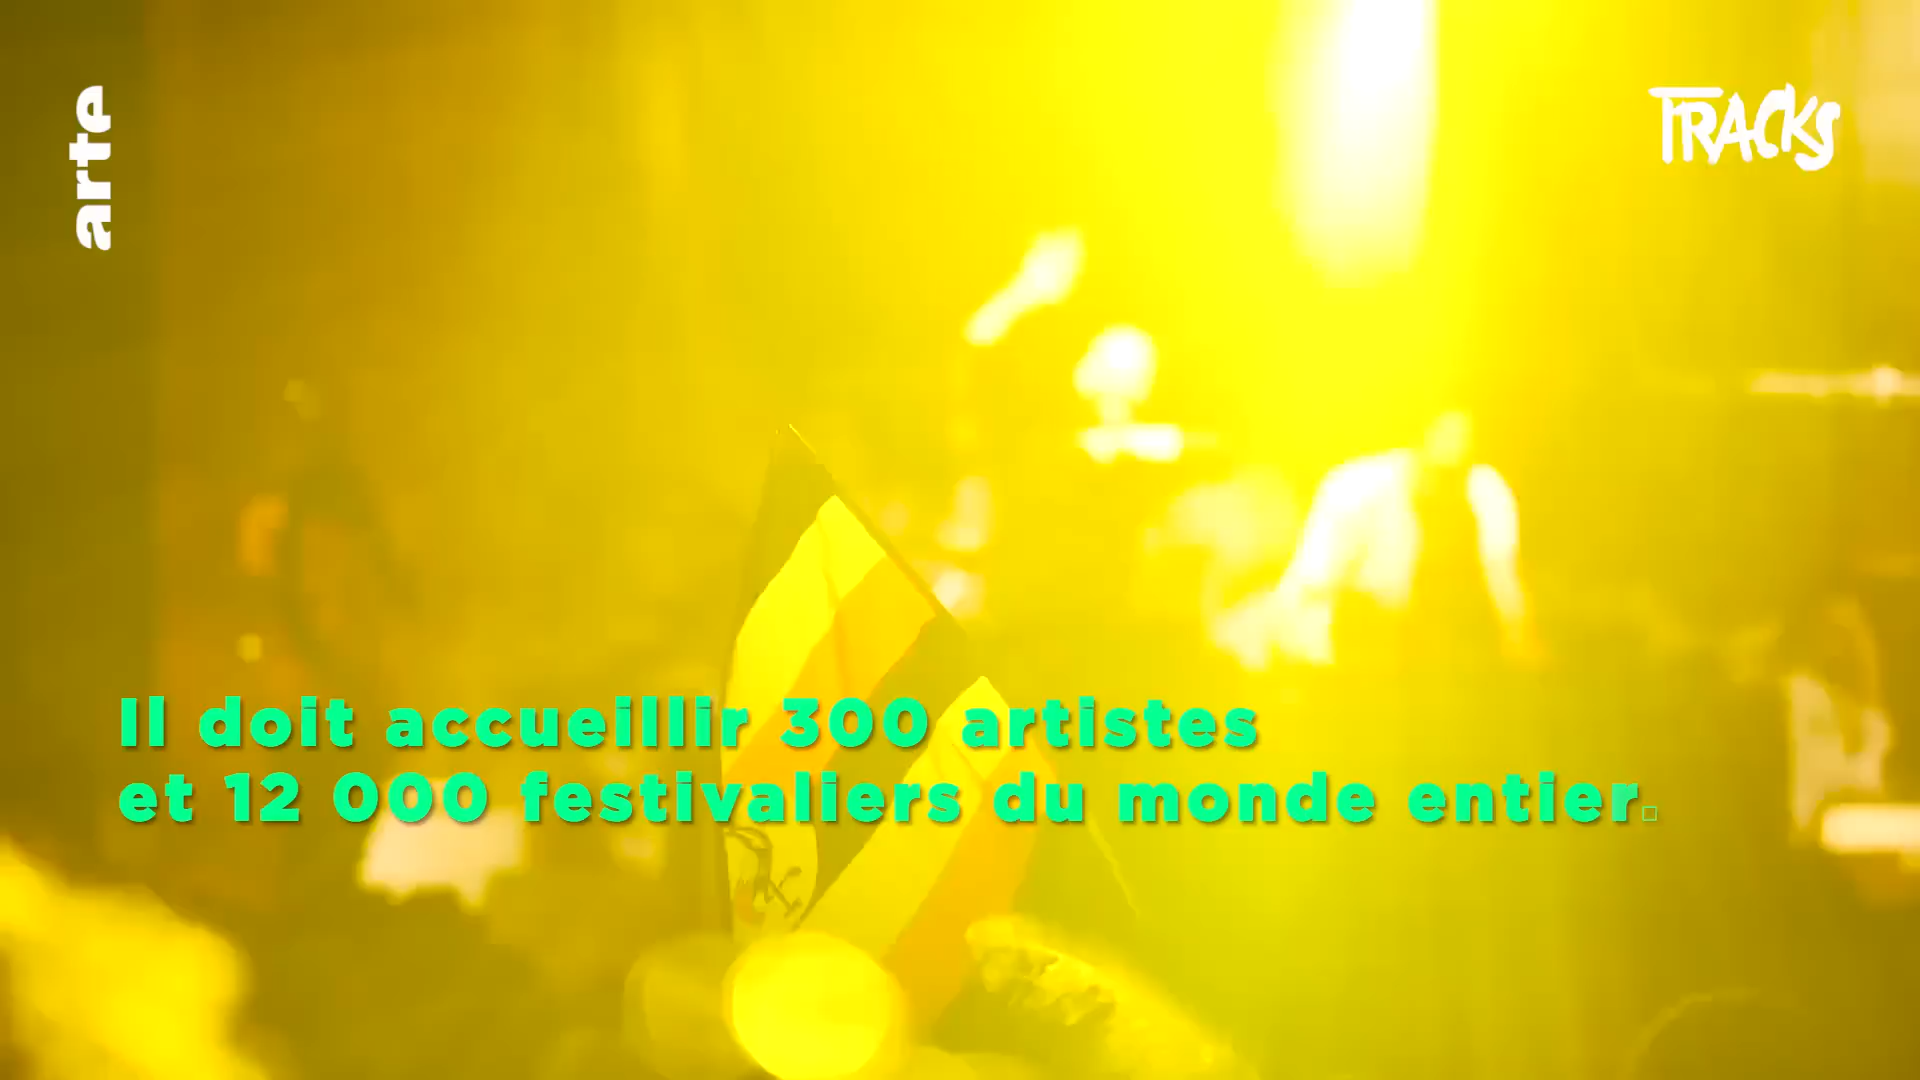 arte
TRACKS
Il doit accueillir 300 artistes
et 12 000 festivaliers du monde entier.